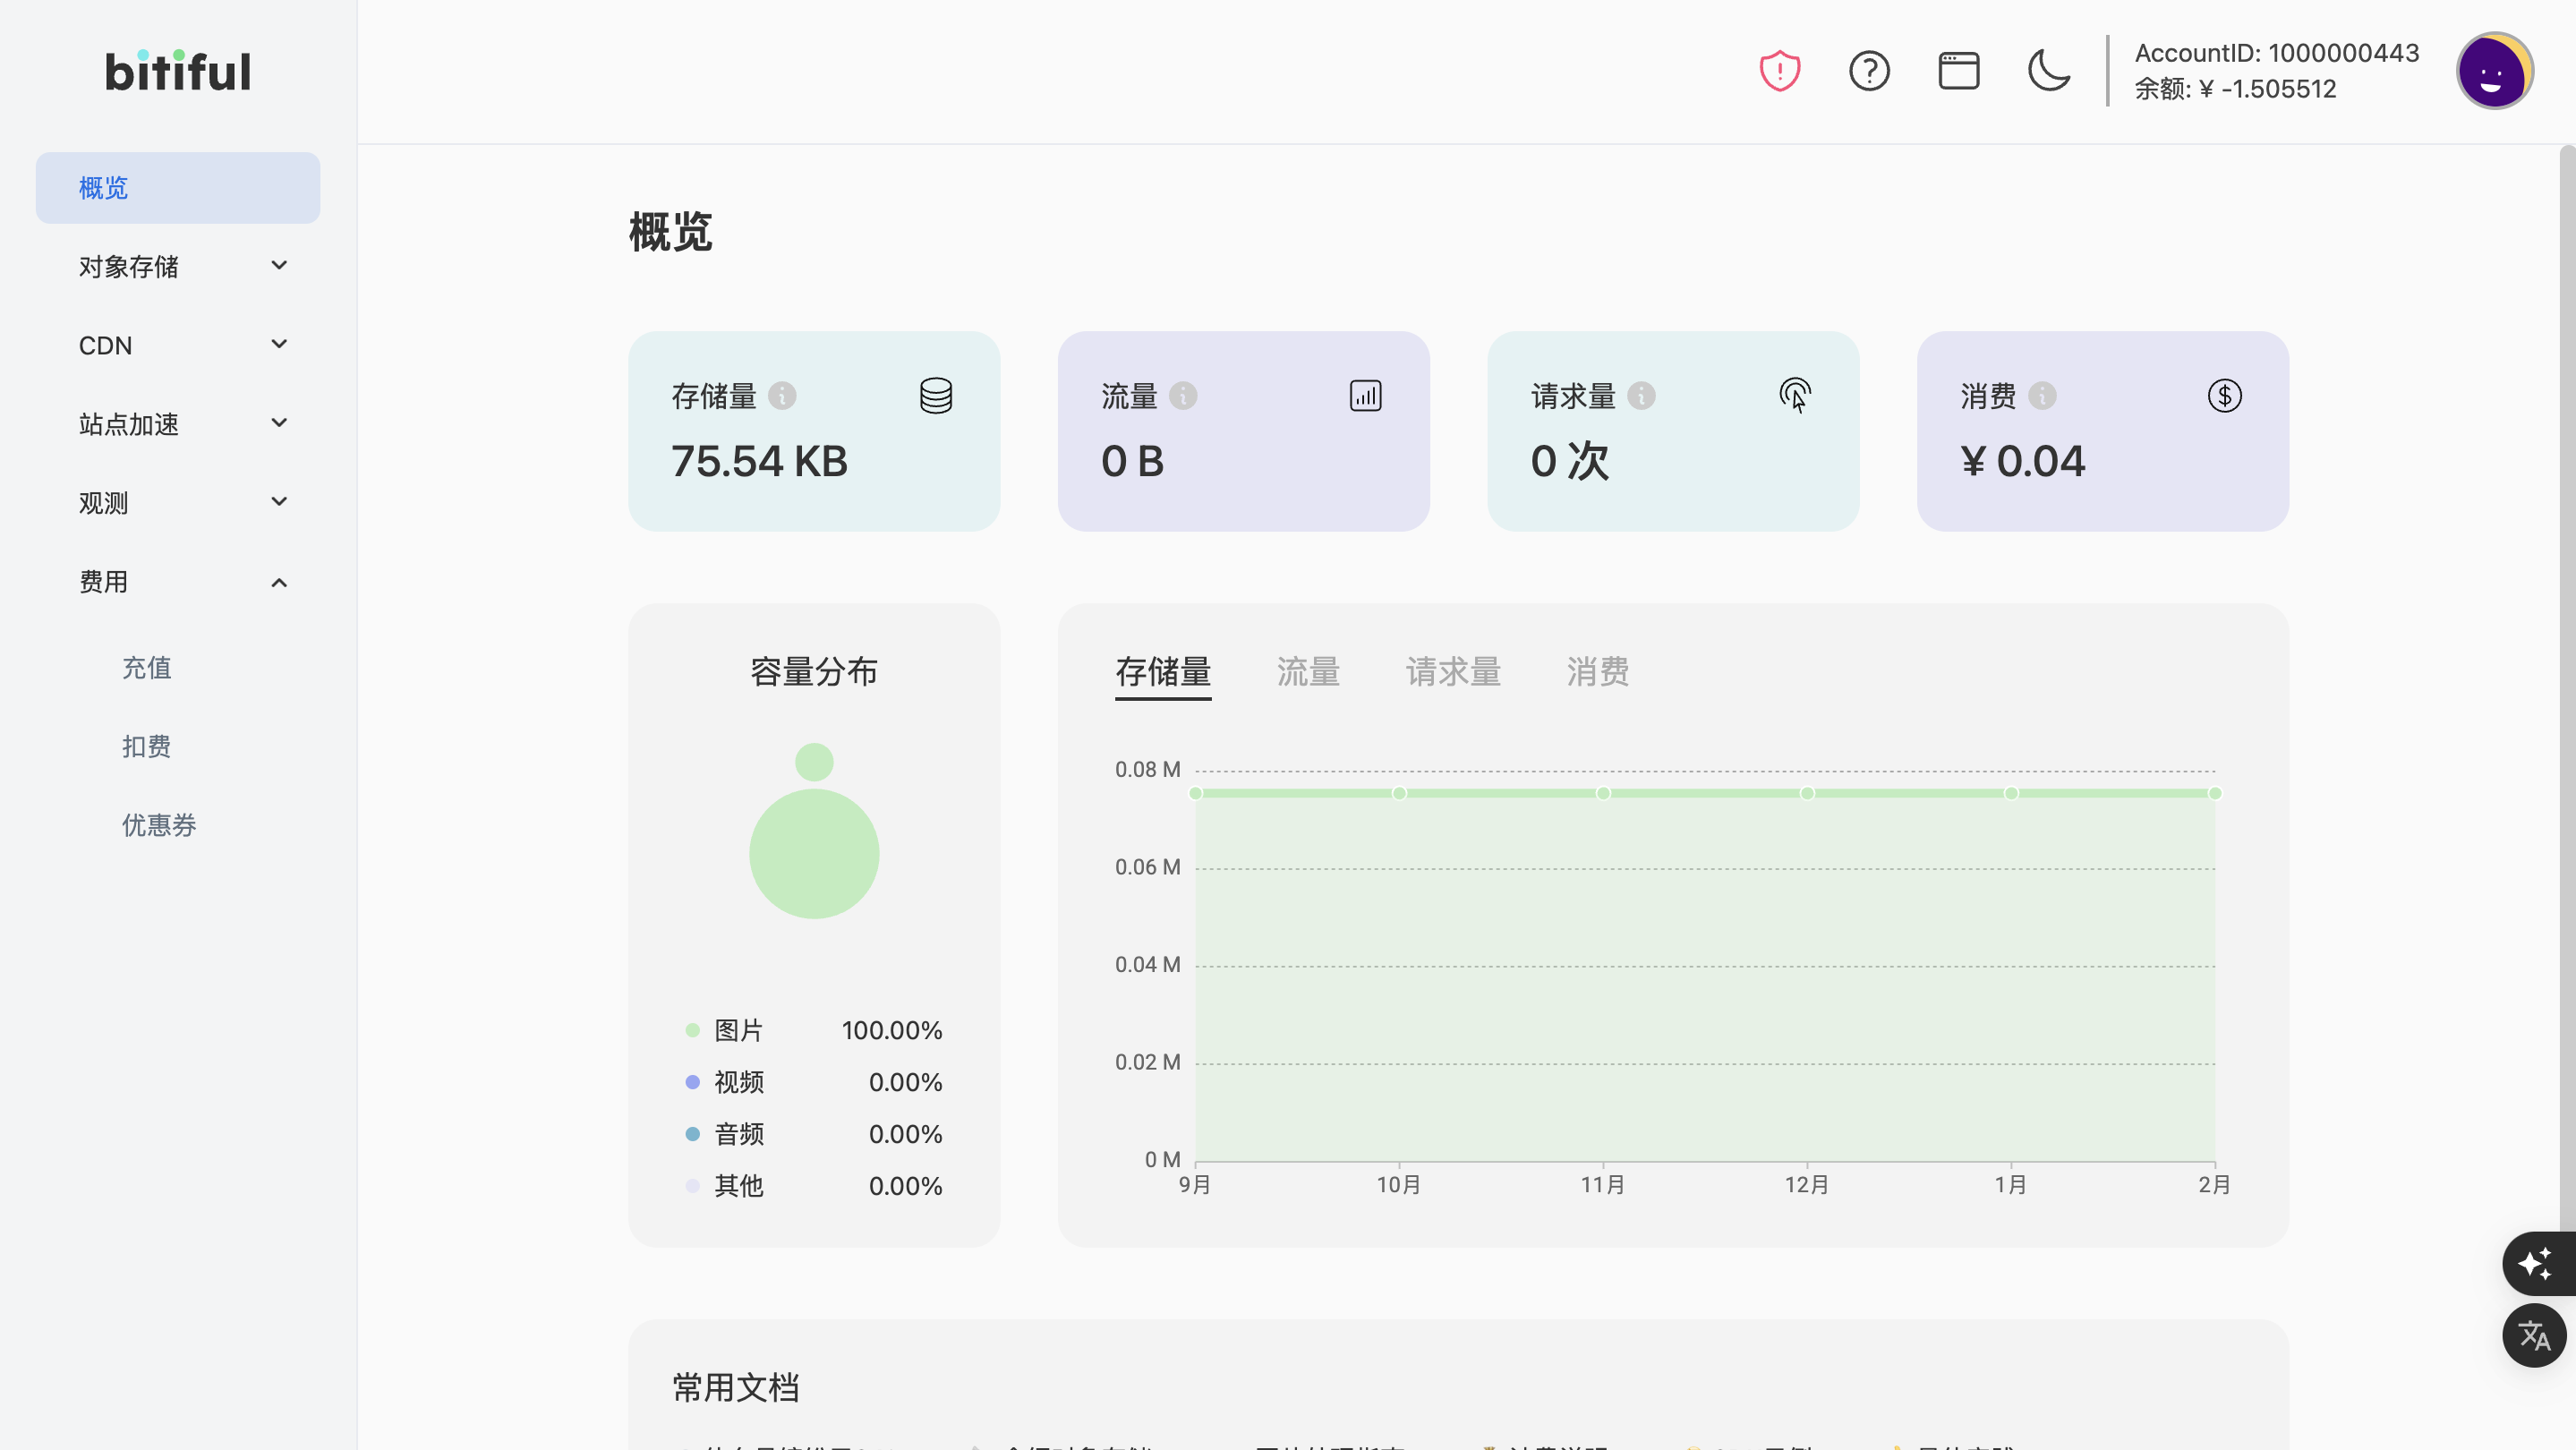 bitiful
AccountID: 1000000443
余额: ¥ -1.505512
概览
对象存储
CDN
站点加速
观测
费用
充值
扣费
优惠券
概览
存储量
75.54 KB
流量
0 B
请求量
0 次
消费
¥ 0.04
容量分布
图片 100.00%
视频 0.00%
音频 0.00%
其他 0.00%
存储量 流量 请求量 消费
0.08 M
0.06 M
0.04 M
0.02 M
0 M
9月 10月 11月 12月 1月 2月
常用文档